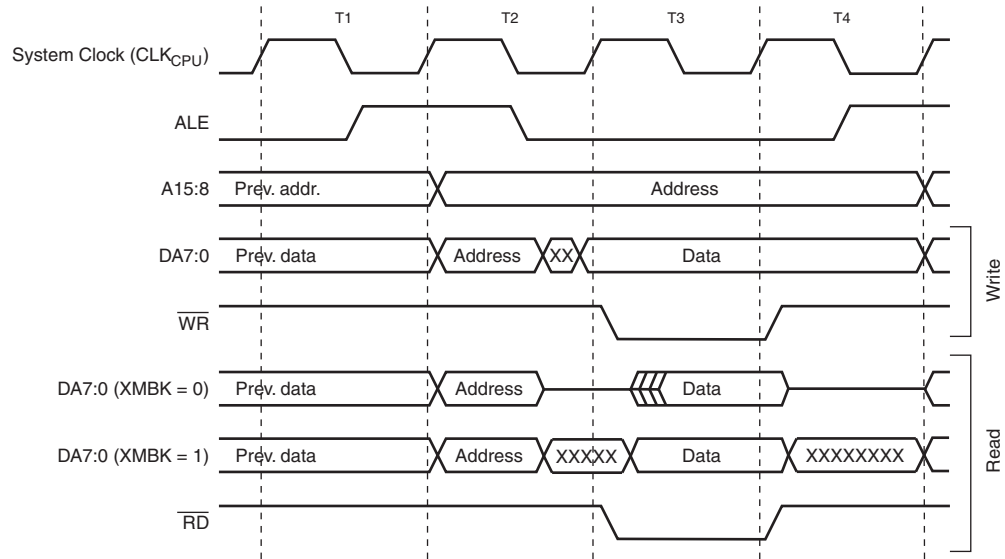 T1 T2 T3 T4
System Clock (CLKCPU)
ALE
A15:8 Prev. addr. Address
DA7:0 Prev. data Address XX Data
WR
Write
DA7:0 (XMBK = 0) Prev. data Address Data
DA7:0 (XMBK = 1) Prev. data Address XXXXX Data XXXXXXXX
RD
Read